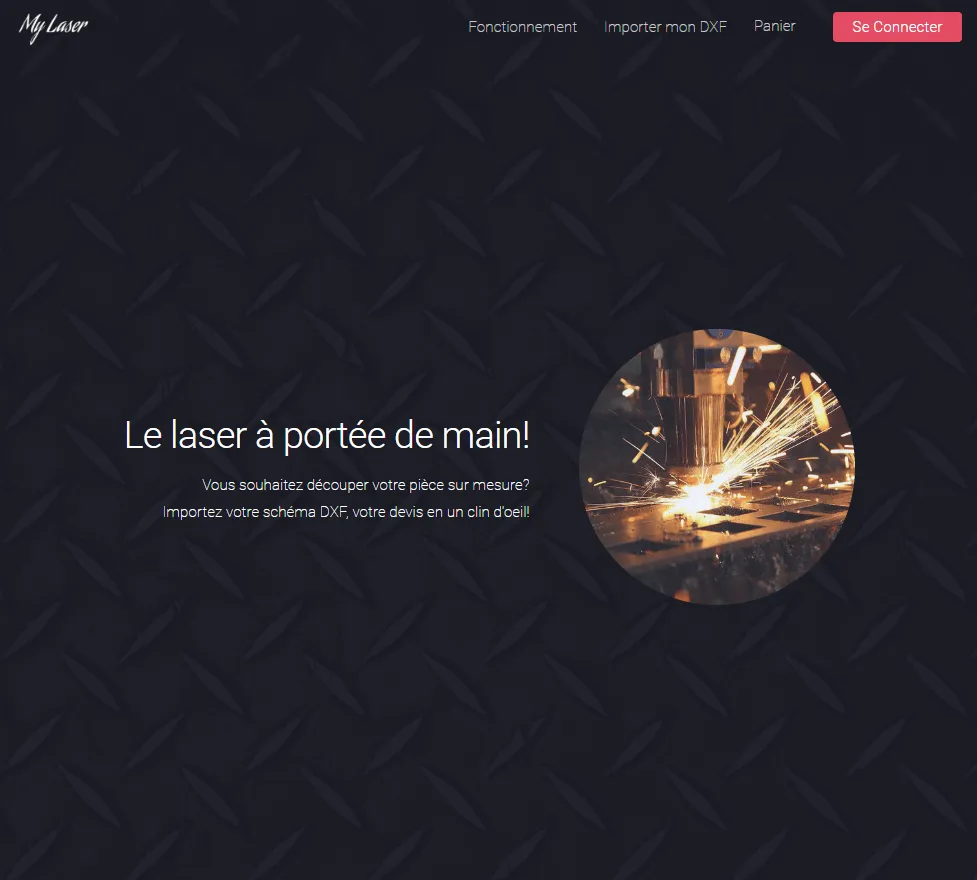 My Laser
Fonctionnement
Importer mon DXF
Panier
Se Connecter
Le laser à portée de main!
Vous souhaitez découper votre pièce sur mesure?
Importez votre schéma DXF, votre devis en un clin d'oeil!